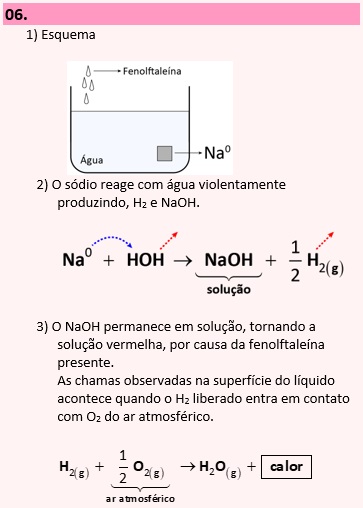 06.
1) Esquema
Fenolftaleína
Na⁰
Água
2) O sódio reage com água violentamente
produzindo, H₂ e NaOH.
Na⁰ + HOH → NaOH + 1/2 H₂(g)
solução
3) O NaOH permanece em solução, tornando a
solução vermelha, por causa da fenolftaleína
presente.
As chamas observadas na superfície do líquido
acontece quando o H₂ liberado entra em contato
com O₂ do ar atmosférico.
H₂(g) + 1/2 O₂(g) → H₂O(g) + calor
ar atmosférico